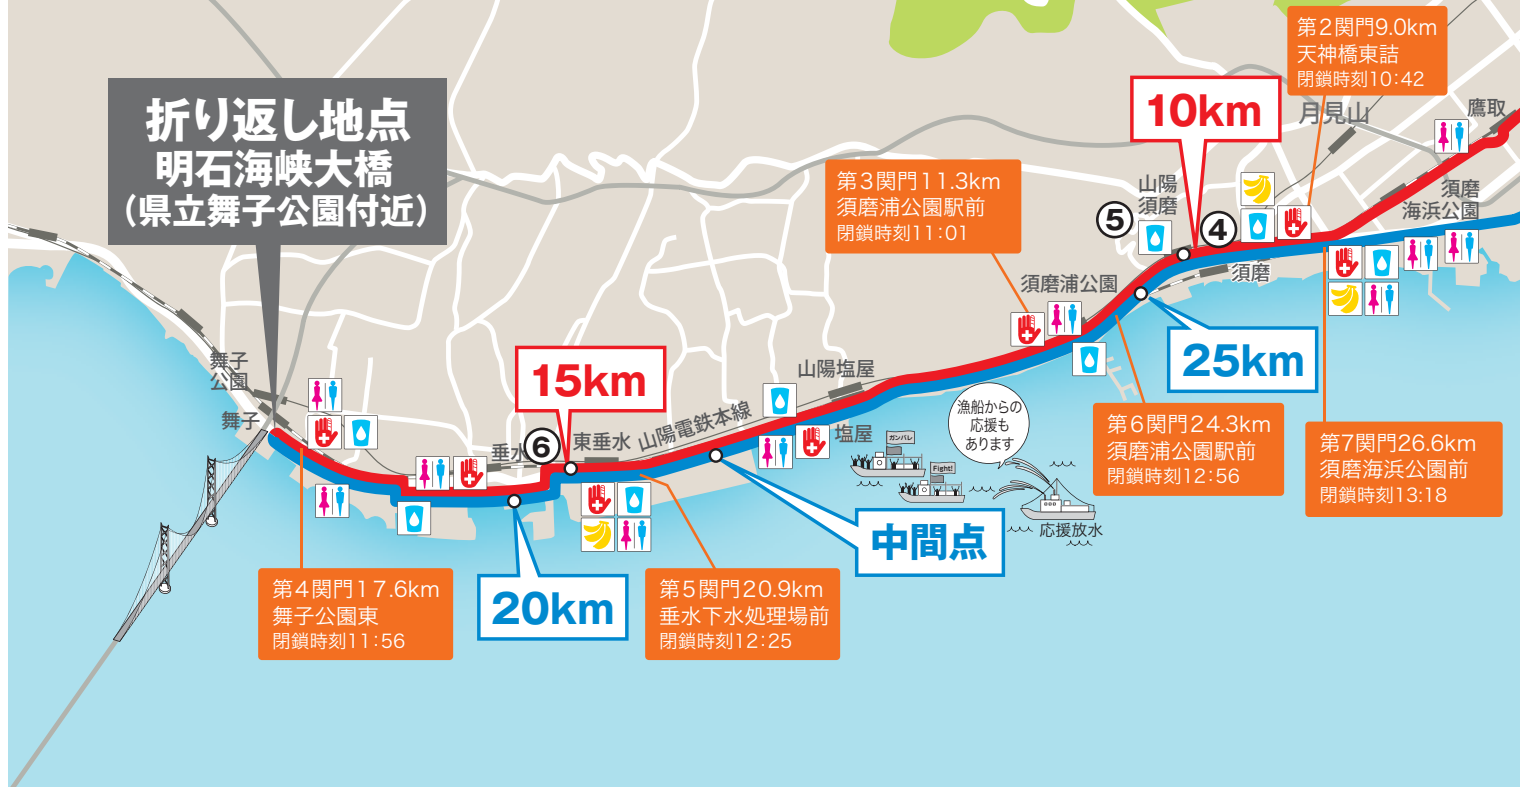 第2関門9.0km
天神橋東詰
閉鎖時刻10:42
折り返し地点
明石海峡大橋
(県立舞子公園付近)
10km
月見山
鷹取
第3関門11.3km
須磨浦公園駅前
閉鎖時刻11:01
山陽
須磨
須磨
海浜公園
⑤
④
須磨
須磨浦公園
25km
舞子
公園
舞子
15km
山陽塩屋
漁船からの
応援も
あります
第6関門24.3km
須磨浦公園駅前
閉鎖時刻12:56
第7関門26.6km
須磨海浜公園前
閉鎖時刻13:18
垂水
⑥
東垂水
山陽電鉄本線
塩屋
ガンバレ
Fight!
応援放水
中間点
20km
第4関門17.6km
舞子公園東
閉鎖時刻11:56
第5関門20.9km
垂水下水処理場前
閉鎖時刻12:25